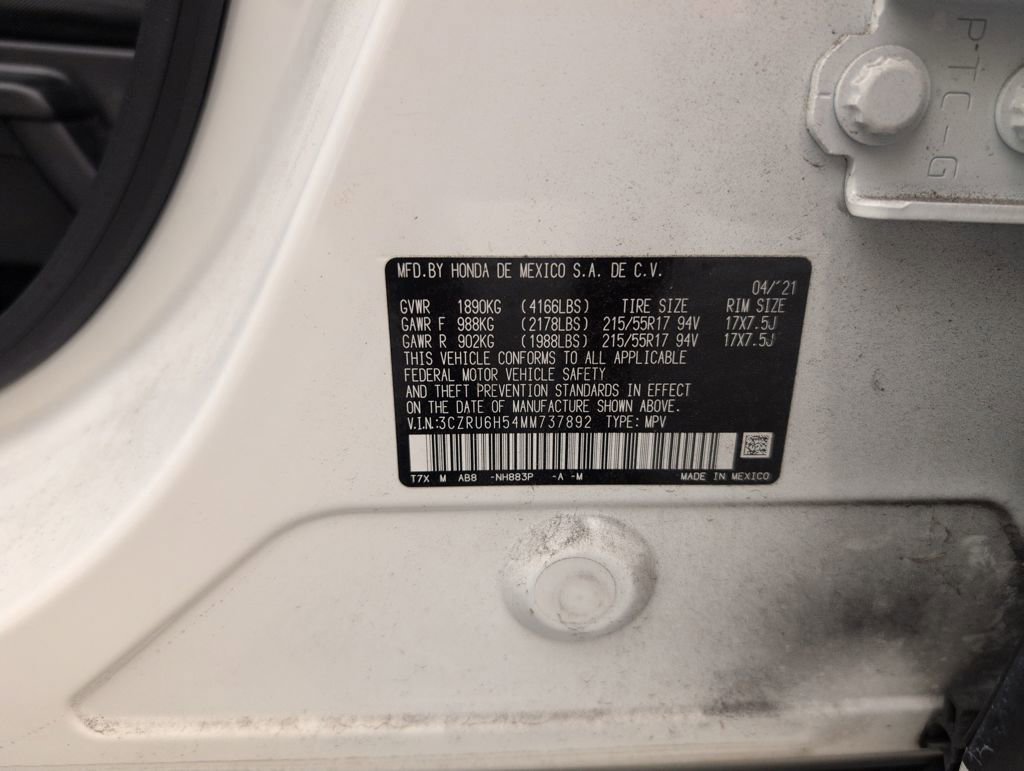 PTC-G
MFD.BY HONDA DE MEXICO S.A. DE C.V.
04/'21
GVWR 1890KG (4166LBS) TIRE SIZE RIM SIZE
GAWR F 988KG (2178LBS) 215/55R17 94V 17X7.5J
GAWR R 902KG (1988LBS) 215/55R17 94V 17X7.5J
THIS VEHICLE CONFORMS TO ALL APPLICABLE
FEDERAL MOTOR VEHICLE SAFETY
AND THEFT PREVENTION STANDARDS IN EFFECT
ON THE DATE OF MANUFACTURE SHOWN ABOVE.
V.I.N.:3CZRU6H54MM737892 TYPE: MPV
T7X M AB8 -NH883P -A -M MADE IN MEXICO